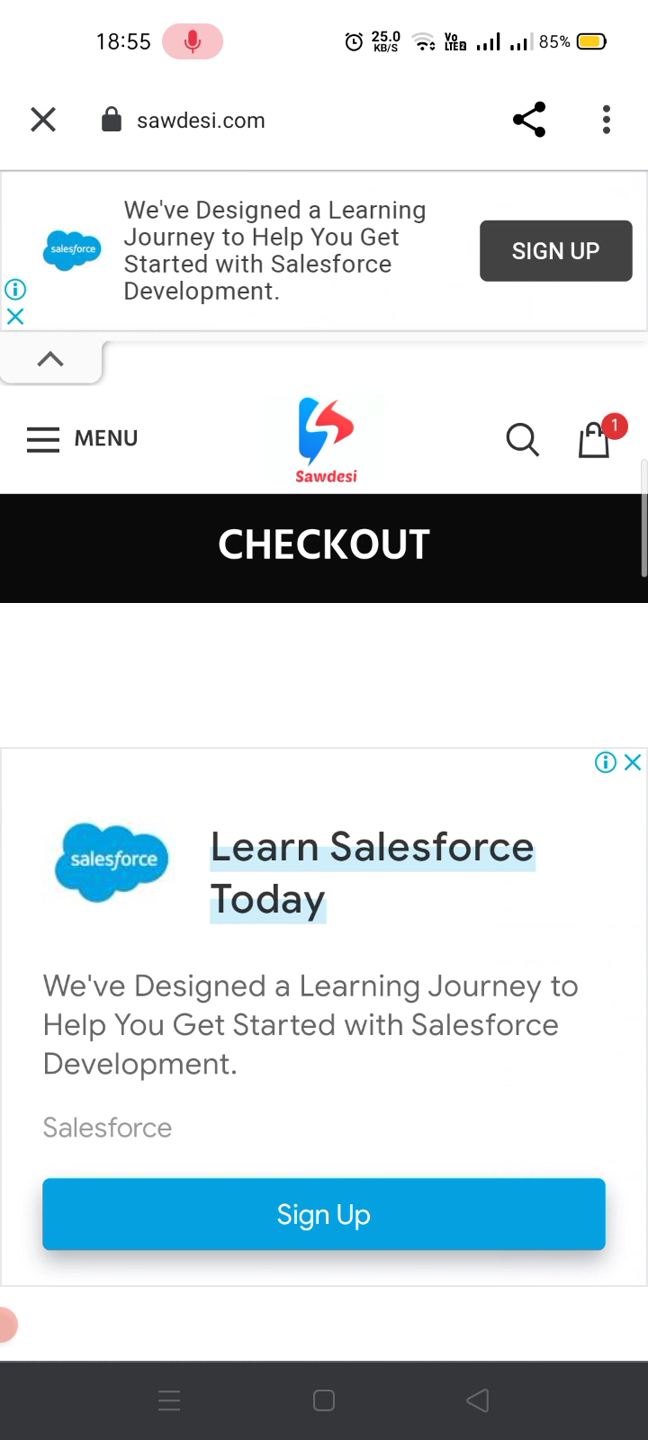 18:55
25.0
KB/S
Vo
LTE2
85%
sawdesi.com
salesforce
We've Designed a Learning
Journey to Help You Get
Started with Salesforce
Development.
SIGN UP
MENU
Sawdesi
1
CHECKOUT
salesforce
Learn Salesforce
Today
We've Designed a Learning Journey to
Help You Get Started with Salesforce
Development.
Salesforce
Sign Up